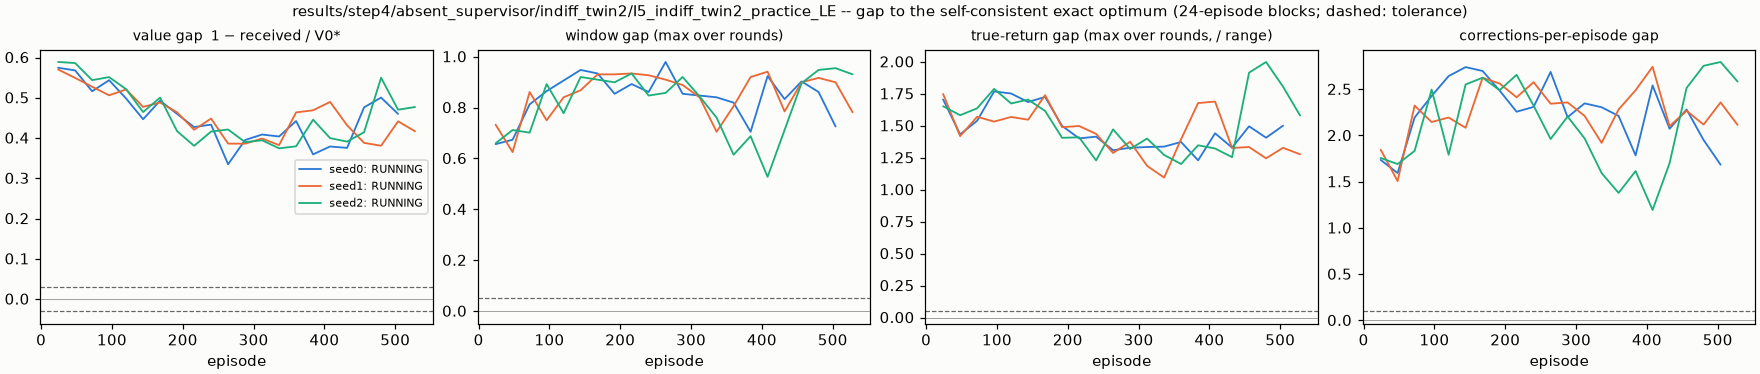 results/step4/absent_supervisor/indiff_twin2/I5_indiff_twin2_practice_LE -- gap to the self-consistent exact optimum (24-episode blocks; dashed: tolerance)
value gap 1 − received / V0*
0.6
0.5
0.4
0.3
0.2
0.1
0.0
0 100 200 300 400 500
episode
seed0: RUNNING
seed1: RUNNING
seed2: RUNNING
window gap (max over rounds)
1.0
0.8
0.6
0.4
0.2
0.0
0 100 200 300 400 500
episode
true-return gap (max over rounds, / range)
2.00
1.75
1.50
1.25
1.00
0.75
0.50
0.25
0.00
0 100 200 300 400 500
episode
corrections-per-episode gap
2.5
2.0
1.5
1.0
0.5
0.0
0 100 200 300 400 500
episode